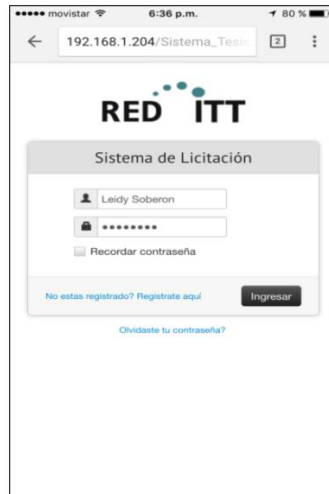 movistar 6:36 p.m. 80 %
192.168.1.204/Sistema_Tesis 2
RED ITT
Sistema de Licitación
Leidy Soberon
Recordar contraseña
No estas registrado? Registrate aquí Ingresar
Olvidaste tu contraseña?